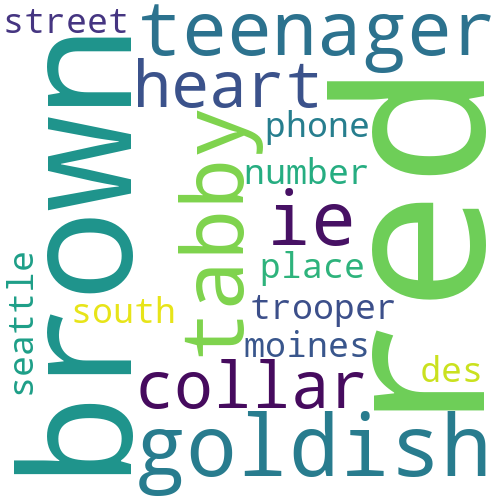 street
teenager
brown
heart
red
phone
tabby
number
ie
place
seattle
south
trooper
moines
des
collar
goldish